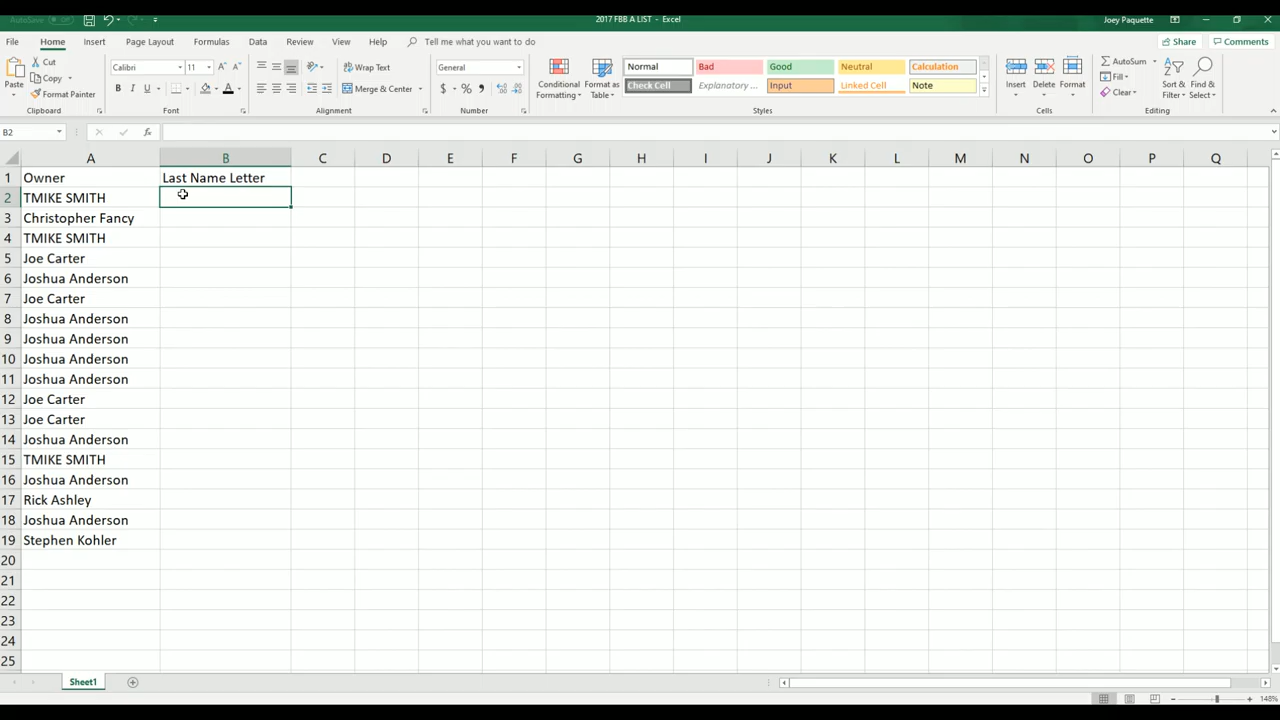 AutoSave Off 2017 FBB A LIST - Excel Joey Paquette
File Home Insert Page Layout Formulas Data Review View Help Tell me what you want to do Share Comments
Paste Cut Copy Format Painter Clipboard
Calibri 11 A A B I U A Font
Wrap Text Merge & Center Alignment
General $ % , Number
Conditional Formatting Format as Table
Normal Bad Good Neutral Calculation
Check Cell Explanatory ... Input Linked Cell Note
Styles
Insert Delete Format Cells
AutoSum Fill Clear Sort & Filter Find & Select Editing
B2 fx
A B C D E F G H I J K L M N O P Q
1 Owner Last Name Letter
2 TMIKE SMITH
3 Christopher Fancy
4 TMIKE SMITH
5 Joe Carter
6 Joshua Anderson
7 Joe Carter
8 Joshua Anderson
9 Joshua Anderson
10 Joshua Anderson
11 Joshua Anderson
12 Joe Carter
13 Joe Carter
14 Joshua Anderson
15 TMIKE SMITH
16 Joshua Anderson
17 Rick Ashley
18 Joshua Anderson
19 Stephen Kohler
20
21
22
23
24
25
Sheet1
148%